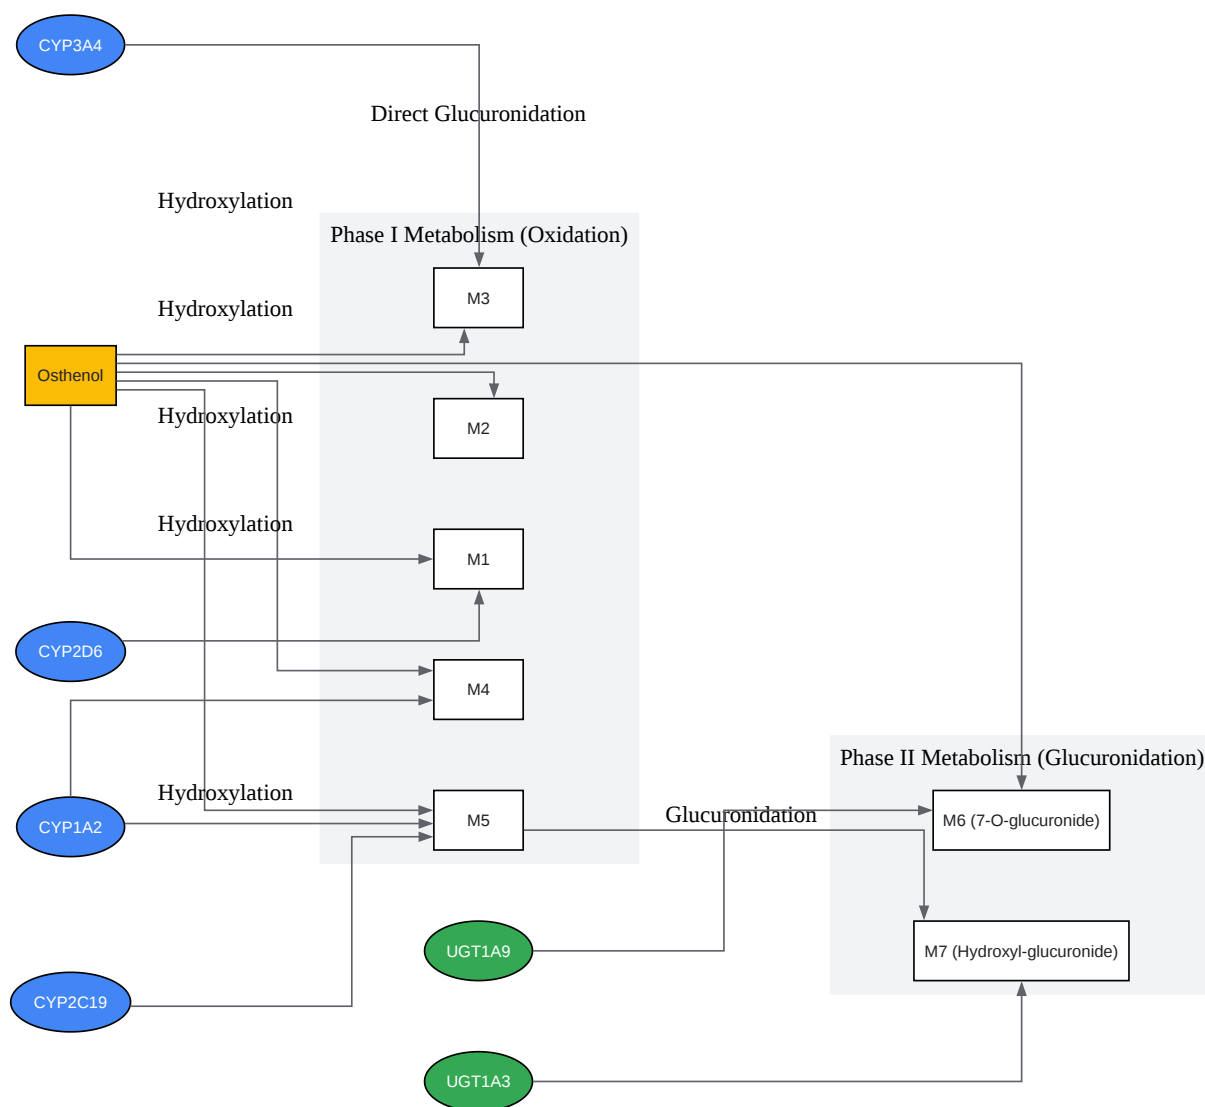 CYP3A4
Direct Glucuronidation
Hydroxylation
Phase I Metabolism (Oxidation)
M3
Hydroxylation
Osthenol
Hydroxylation
M2
Hydroxylation
M1
CYP2D6
M4
Phase II Metabolism (Glucuronidation)
Hydroxylation
CYP1A2
M5
Glucuronidation
M6 (7-O-glucuronide)
UGT1A9
M7 (Hydroxyl-glucuronide)
CYP2C19
UGT1A3